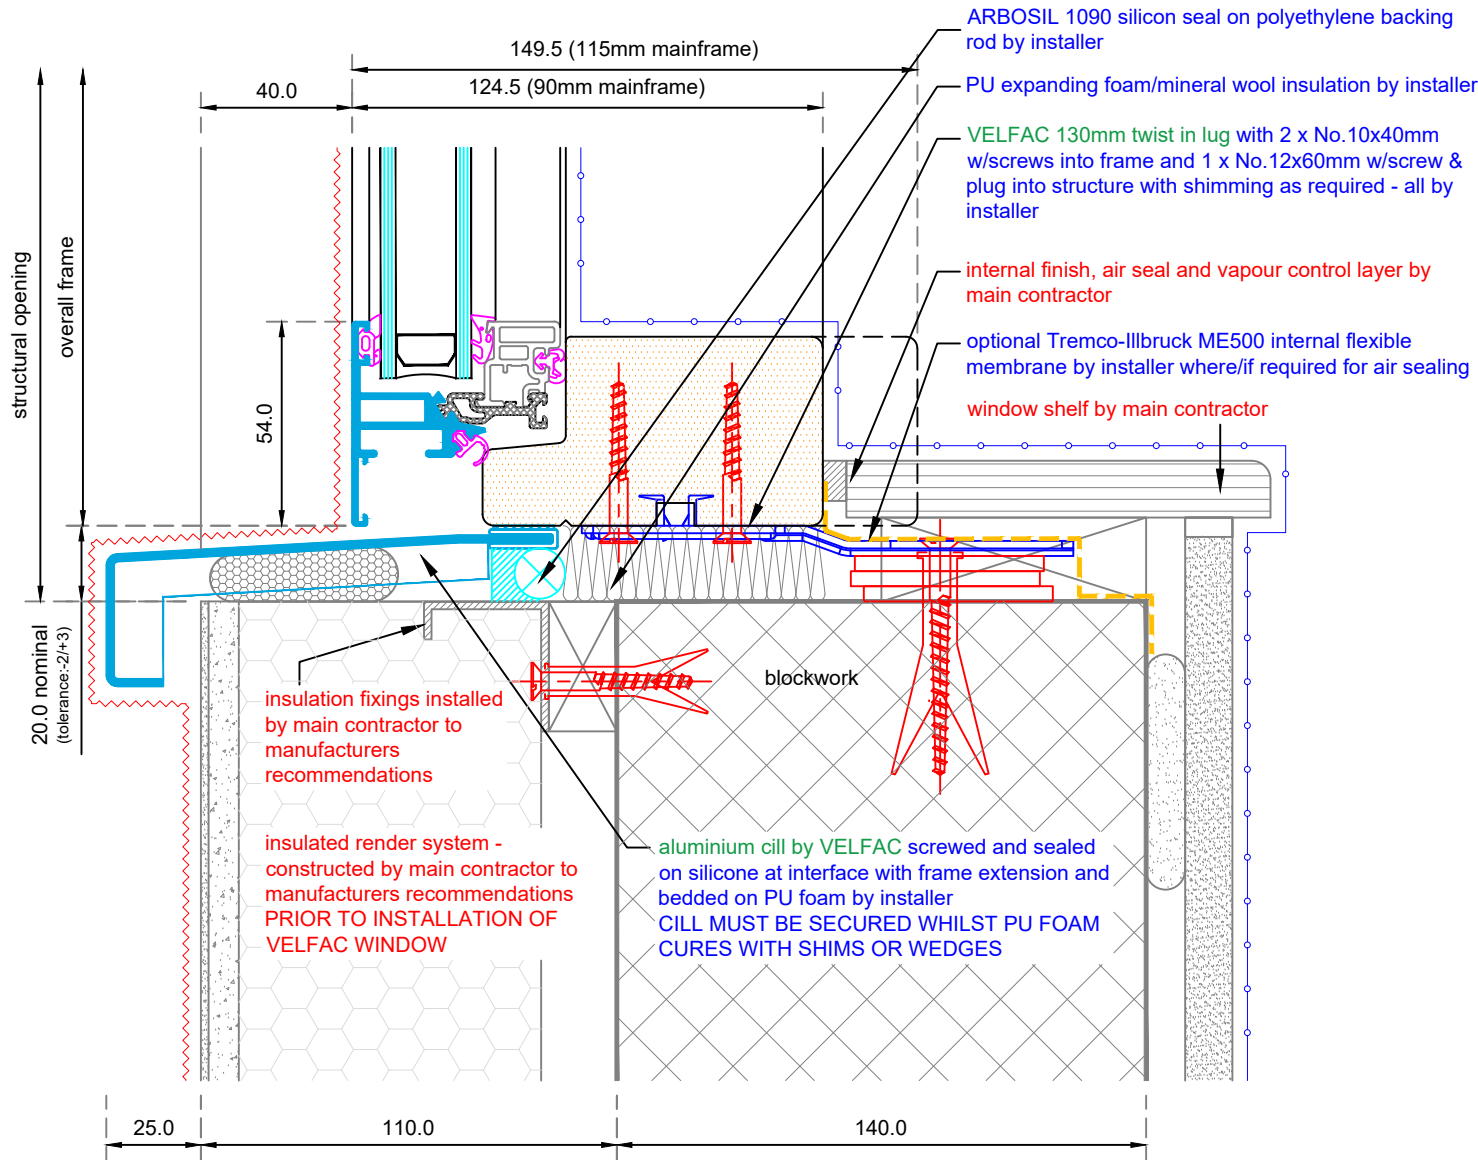 ARBOSIL 1090 silicon seal on polyethylene backing
rod by installer
149.5 (115mm mainframe)
PU expanding foam/mineral wool insulation by installer
124.5 (90mm mainframe)
40.0
VELFAC 130mm twist in lug with 2 x No.10x40mm
w/screws into frame and 1 x No.12x60mm w/screw &
plug into structure with shimming as required - all by
installer
structural opening
overall frame
internal finish, air seal and vapour control layer by
main contractor
optional Tremco-Illbruck ME500 internal flexible
membrane by installer where/if required for air sealing
window shelf by main contractor
54.0
20.0 nominal
(tolerance:-2/+3)
blockwork
insulation fixings installed
by main contractor to
manufacturers
recommendations
insulated render system -
constructed by main contractor to
manufacturers recommendations
PRIOR TO INSTALLATION OF
VELFAC WINDOW
aluminium cill by VELFAC screwed and sealed
on silicone at interface with frame extension and
bedded on PU foam by installer
CILL MUST BE SECURED WHILST PU FOAM
CURES WITH SHIMS OR WEDGES
25.0
110.0
140.0